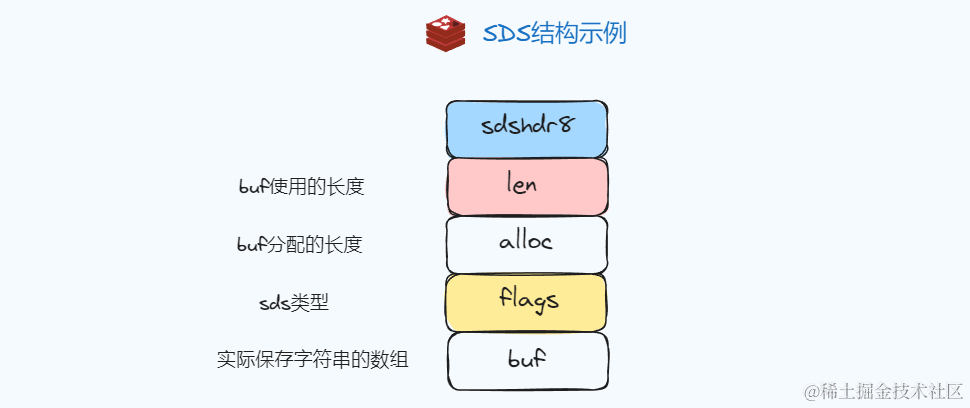 SDS结构示例
sdshdr8
buf使用的长度 len
buf分配的长度 alloc
sds类型 flags
实际保存字符串的数组 buf
@稀土掘金技术社区